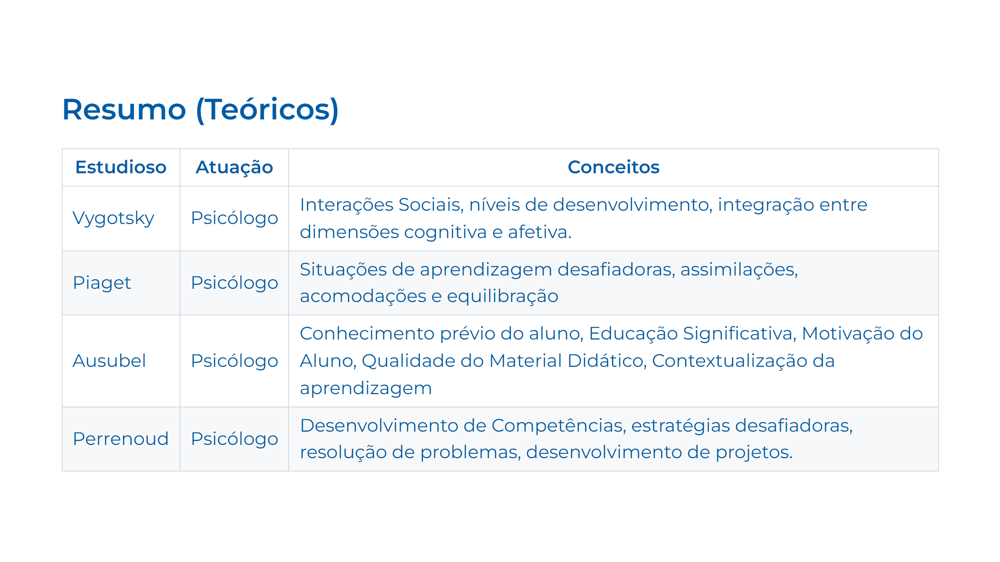 Resumo (Teóricos)
Estudioso Atuação Conceitos
Vygotsky Psicólogo Interações Sociais, níveis de desenvolvimento, integração entre
dimensões cognitiva e afetiva.
Piaget Psicólogo Situações de aprendizagem desafiadoras, assimilações,
acomodações e equilibração
Ausubel Psicólogo Conhecimento prévio do aluno, Educação Significativa, Motivação do
Aluno, Qualidade do Material Didático, Contextualização da
aprendizagem
Perrenoud Psicólogo Desenvolvimento de Competências, estratégias desafiadoras,
resolução de problemas, desenvolvimento de projetos.